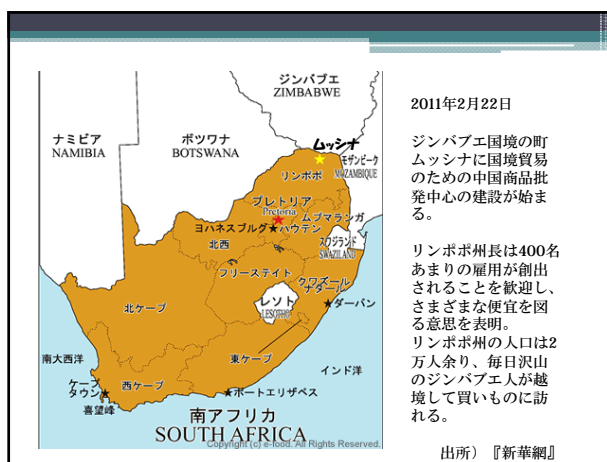 ジンバブエ
ZIMBABWE
ナミビア
NAMIBIA
ボツワナ
BOTSWANA
ムッシナ
モザンビーク
MOZAMBIQUE
リンポポ
プレトリア
Pretoria
ムプマランガ
ヨハネスブルグ★ハウテン
北西
スワジランド
SWAZILAND
フリーステイト
クワズール
ナタール
レソト
LESOTHO
★ダーバン
北ケープ
東ケープ
南大西洋
インド洋
ケープ
タウン★
西ケープ
★ポートエリザベス
喜望峰
南アフリカ
SOUTH AFRICA
Copyright (c) e-food. All Rights Reserved.
2011年2月22日
ジンバブエ国境の町
ムッシナに国境貿易
のための中国商品批
発中心の建設が始ま
る。
リンポポ州長は400名
あまりの雇用が創出
されることを歓迎し、
さまざまな便宜を図
る意思を表明。
リンポポ州の人口は2
万人余り、毎日沢山
のジンバブエ人が越
境して買いものに訪
れる。
出所）『新華網』